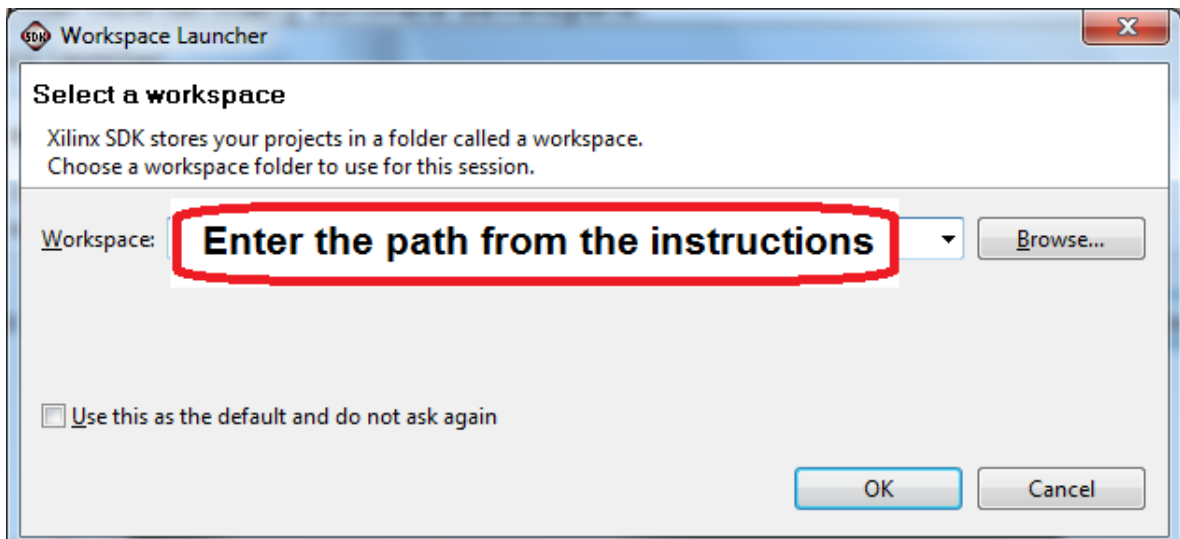 SDK Workspace Launcher
X
Select a workspace
Xilinx SDK stores your projects in a folder called a workspace.
Choose a workspace folder to use for this session.
Workspace: Enter the path from the instructions Browse...
Use this as the default and do not ask again
OK Cancel